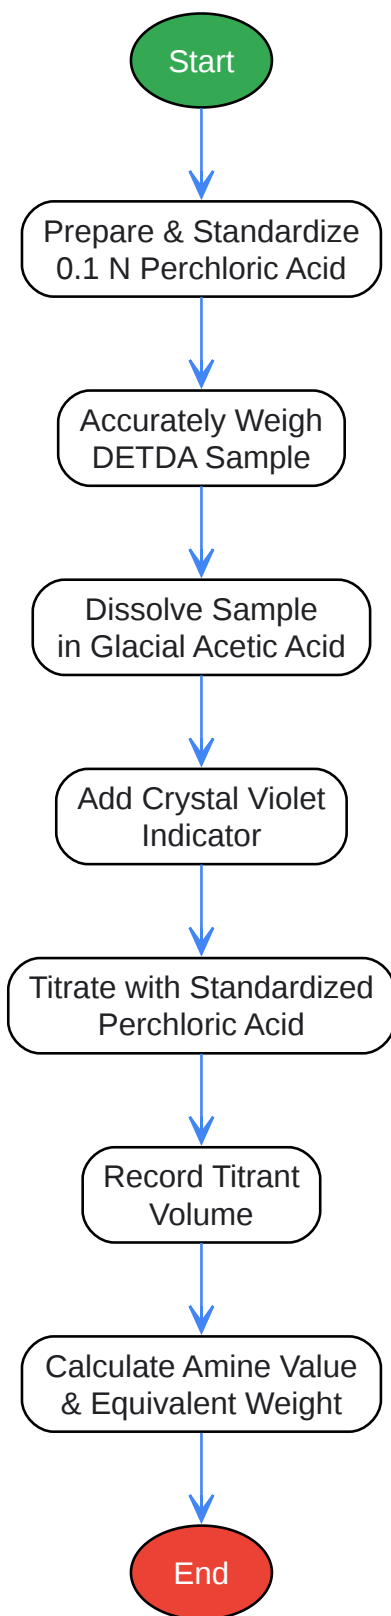 Start
Prepare & Standardize
0.1 N Perchloric Acid
Accurately Weigh
DETDA Sample
Dissolve Sample
in Glacial Acetic Acid
Add Crystal Violet
Indicator
Titrate with Standardized
Perchloric Acid
Record Titrant
Volume
Calculate Amine Value
& Equivalent Weight
End